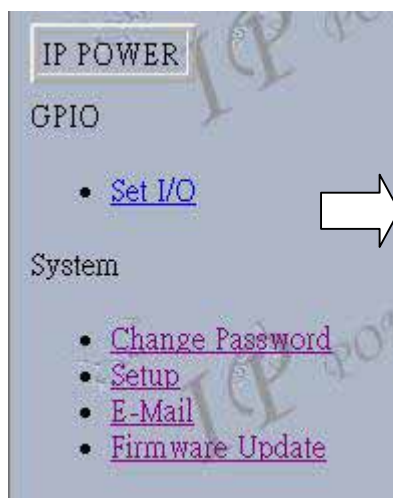 IP POWER
GPIO
Set I/O
System
Change Password
Setup
E-Mail
Firmware Update